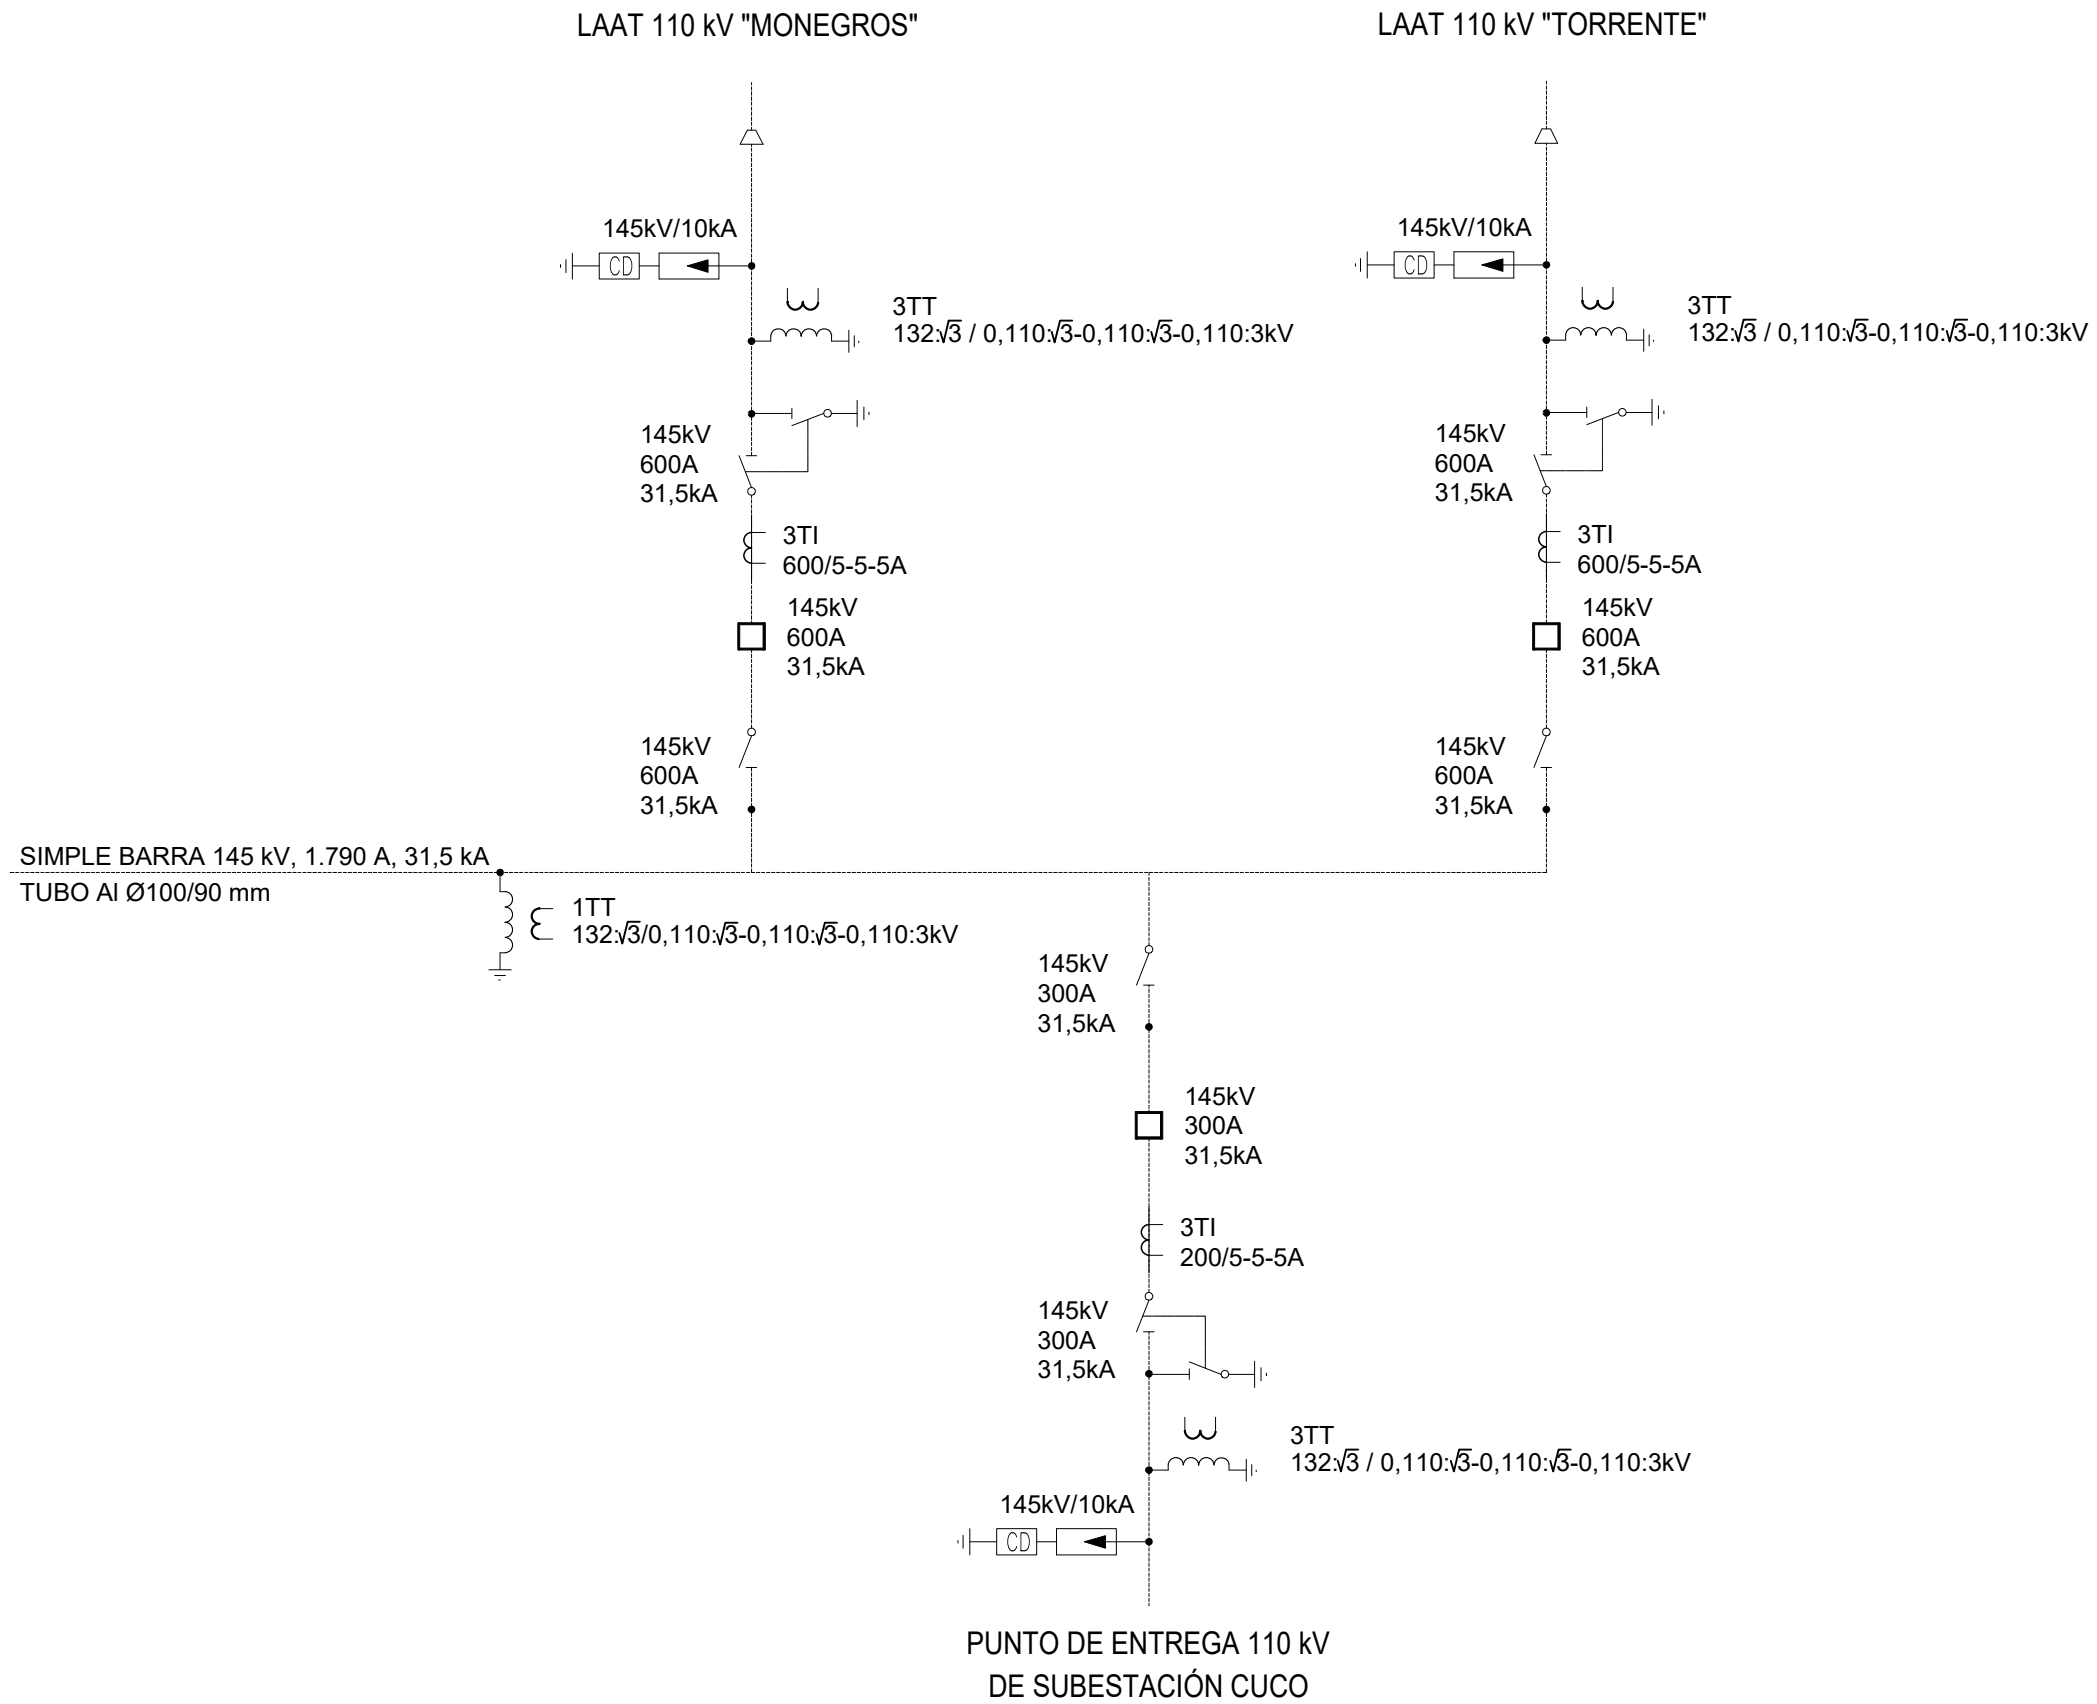 LAAT 110 kV "MONEGROS"
LAAT 110 kV "TORRENTE"
145kV/10kA
CD
3TT
132:√3 / 0,110:√3-0,110:√3-0,110:3kV
145kV
600A
31,5kA
3TI
600/5-5-5A
145kV
600A
31,5kA
145kV
600A
31,5kA
145kV/10kA
CD
3TT
132:√3 / 0,110:√3-0,110:√3-0,110:3kV
145kV
600A
31,5kA
3TI
600/5-5-5A
145kV
600A
31,5kA
145kV
600A
31,5kA
SIMPLE BARRA 145 kV, 1.790 A, 31,5 kA
TUBO Al Ø100/90 mm
1TT
132:√3/0,110:√3-0,110:√3-0,110:3kV
145kV
300A
31,5kA
145kV
300A
31,5kA
3TI
200/5-5-5A
145kV
300A
31,5kA
3TT
132:√3 / 0,110:√3-0,110:√3-0,110:3kV
145kV/10kA
CD
PUNTO DE ENTREGA 110 kV
DE SUBESTACIÓN CUCO